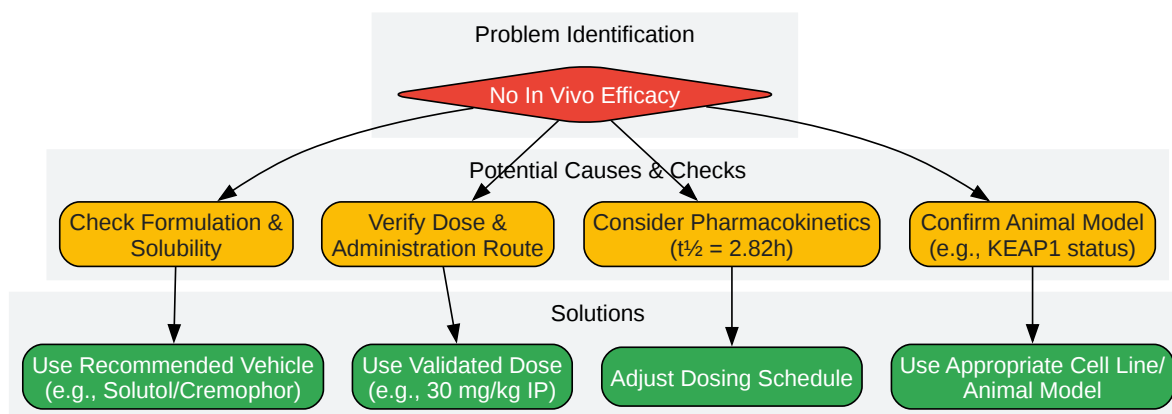 Problem Identification
No In Vivo Efficacy
Potential Causes & Checks
Check Formulation &
Solubility
Verify Dose &
Administration Route
Consider Pharmacokinetics
(t½ = 2.82h)
Confirm Animal Model
(e.g., KEAP1 status)
Solutions
Use Recommended Vehicle
(e.g., Solutol/Cremophor)
Use Validated Dose
(e.g., 30 mg/kg IP)
Adjust Dosing Schedule
Use Appropriate Cell Line/
Animal Model